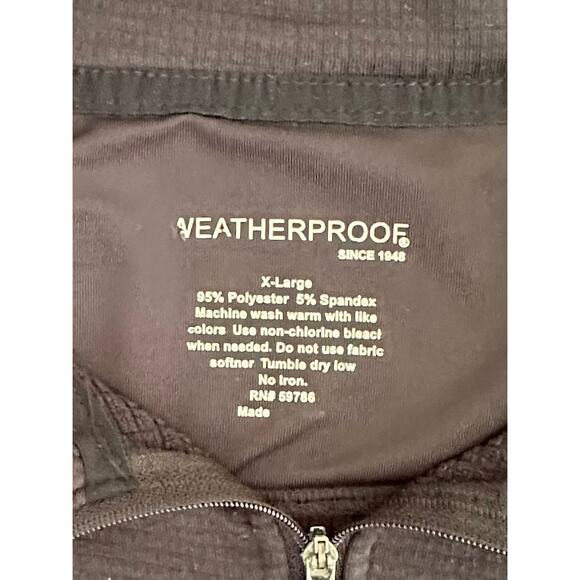 WEATHERPROOF®
SINCE 1948
X-Large
95% Polyester 5% Spandex
Machine wash warm with like
colors Use non-chlorine bleach
when needed. Do not use fabric
softner Tumble dry low
No Iron.
RN# 59786
Made